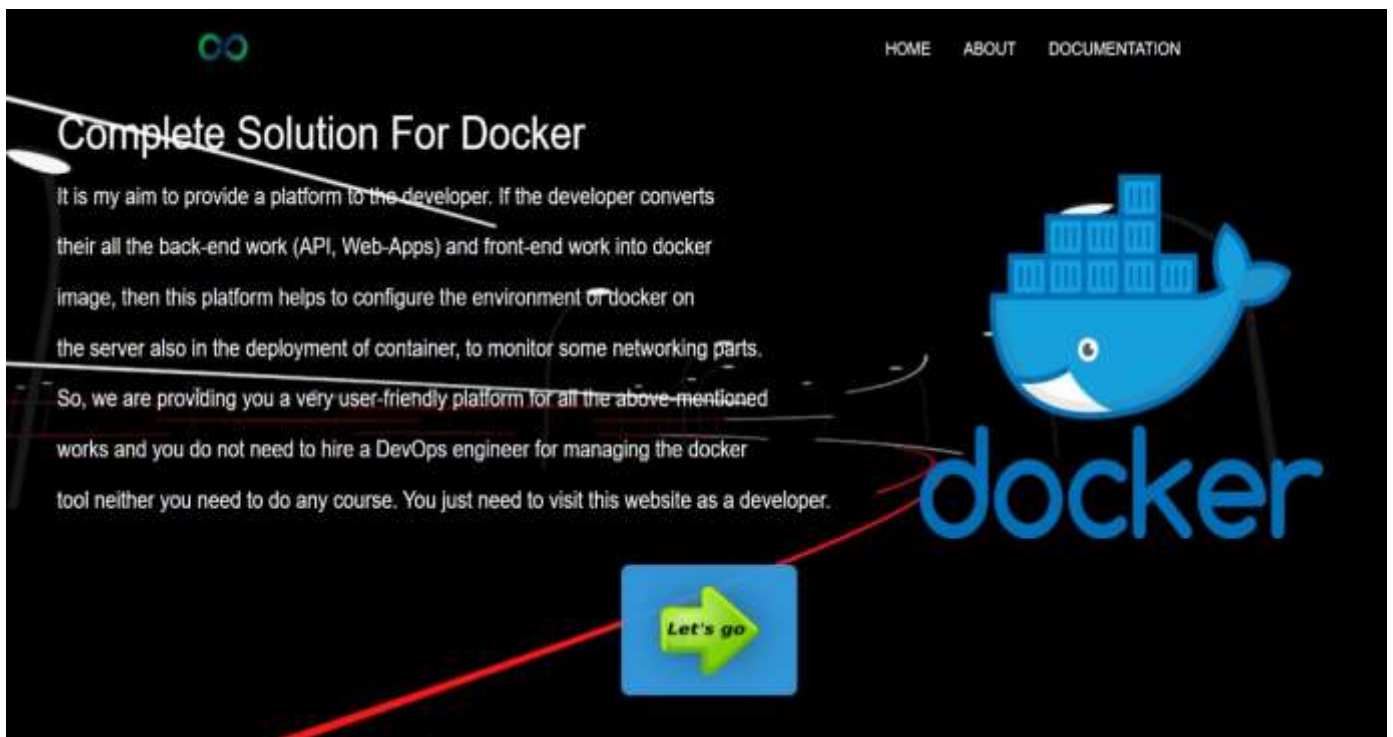 HOME ABOUT DOCUMENTATION
Complete Solution For Docker
It is my aim to provide a platform to the developer. If the developer converts
their all the back-end work (API, Web-Apps) and front-end work into docker
image, then this platform helps to configure the environment of docker on
the server also in the deployment of container, to monitor some networking parts.
So, we are providing you a very user-friendly platform for all the above-mentioned
works and you do not need to hire a DevOps engineer for managing the docker
tool neither you need to do any course. You just need to visit this website as a developer.
docker
Let's go